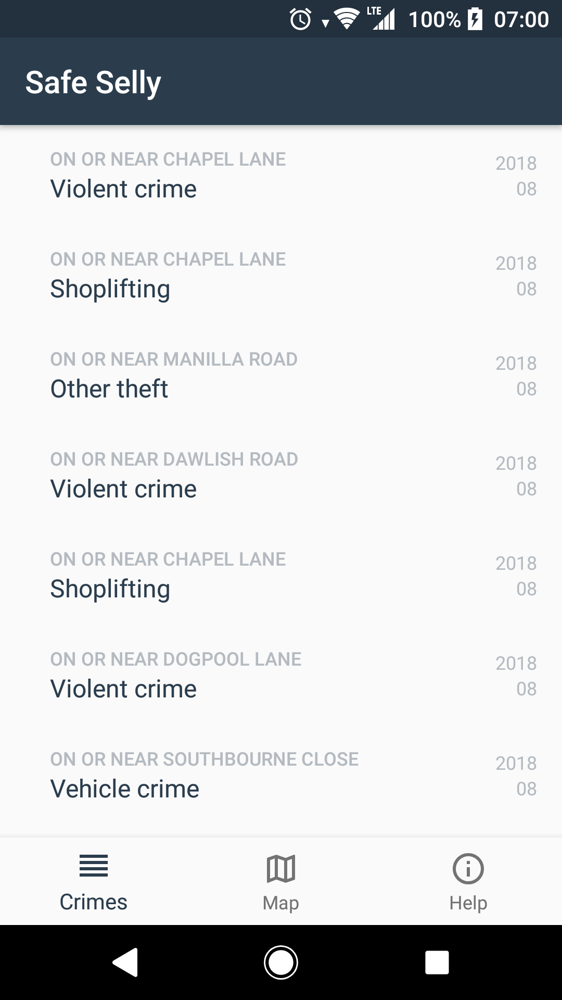 LTE 100% 07:00
Safe Selly
ON OR NEAR CHAPEL LANE 2018
Violent crime 08
ON OR NEAR CHAPEL LANE 2018
Shoplifting 08
ON OR NEAR MANILLA ROAD 2018
Other theft 08
ON OR NEAR DAWLISH ROAD 2018
Violent crime 08
ON OR NEAR CHAPEL LANE 2018
Shoplifting 08
ON OR NEAR DOGPOOL LANE 2018
Violent crime 08
ON OR NEAR SOUTHBOURNE CLOSE 2018
Vehicle crime 08
Crimes Map Help